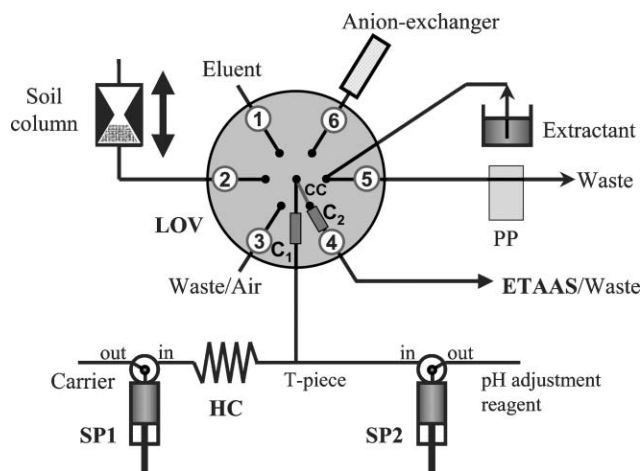 Anion-exchanger
Eluent
Soil
column
1
6
Extractant
2
CC
5
Waste
LOV
C2
3
C1
4
PP
Waste/Air
ETAAS/Waste
out
in
in
out
Carrier
T-piece
pH adjustment
reagent
HC
SP1
SP2